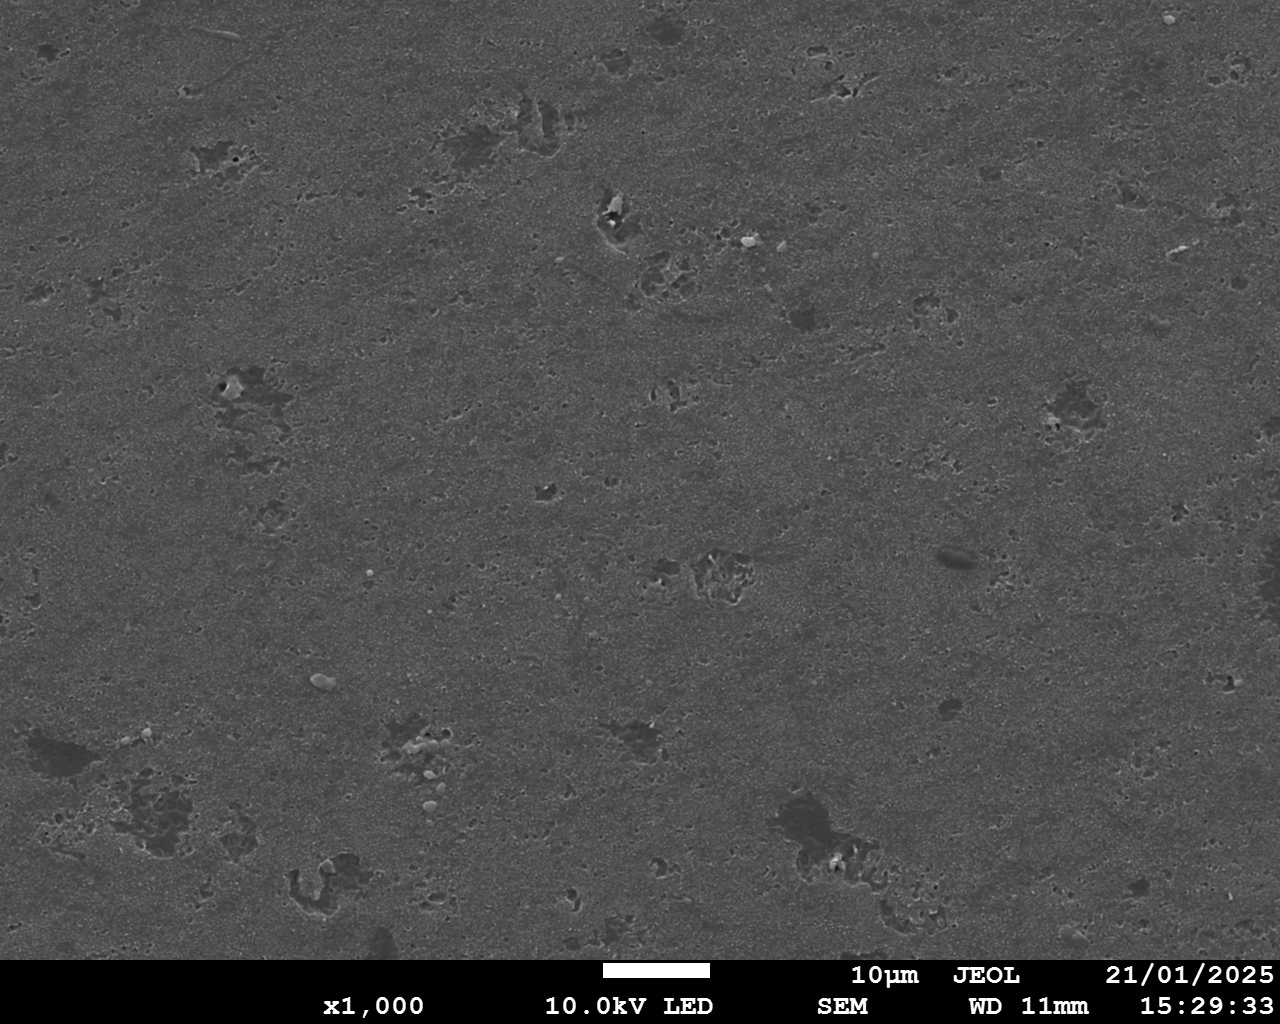 10µm JEOL 21/01/2025
x1,000 10.0kV LED SEM WD 11mm 15:29:33